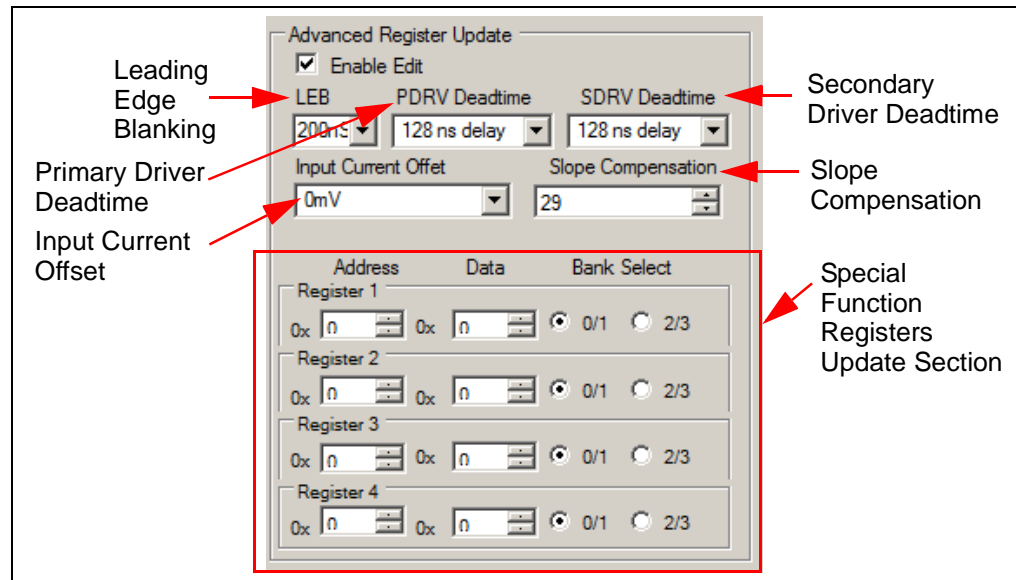 Advanced Register Update
Enable Edit
Leading
Edge
Blanking
LEB
PDRV Deadtime
SDRV Deadtime
Secondary
Driver Deadtime
200nS
128 ns delay
128 ns delay
Primary Driver
Deadtime
Input Current Offet
Slope Compensation
Slope
Compensation
0mV
29
Input Current
Offset
Address
Data
Bank Select
Special
Function
Registers
Update Section
Register 1
0x 0 0x 0 0/1 2/3
Register 2
0x 0 0x 0 0/1 2/3
Register 3
0x 0 0x 0 0/1 2/3
Register 4
0x 0 0x 0 0/1 2/3